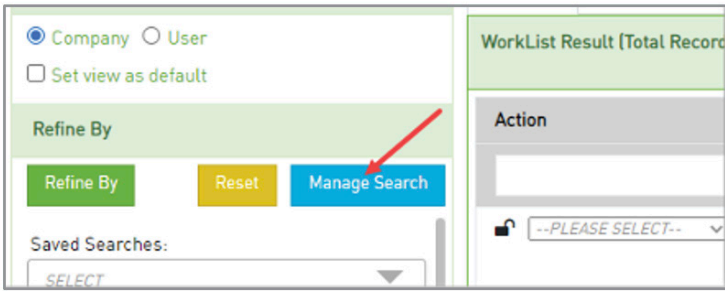 Company User
Set view as default
Refine By
Refine By Reset Manage Search
Saved Searches:
SELECT
WorkList Result (Total Record
Action
--PLEASE SELECT--